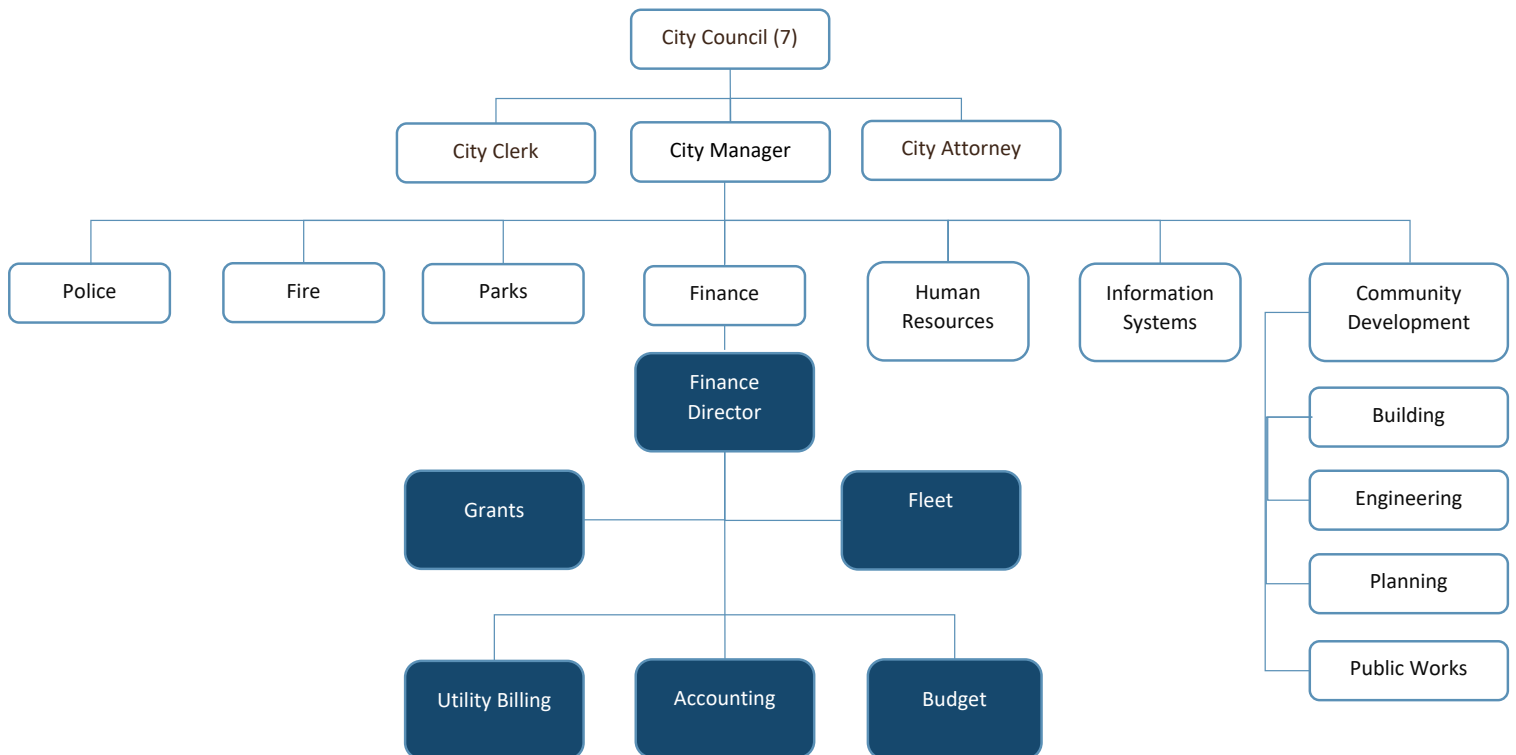 City Council (7)
City Clerk
City Manager
City Attorney
Police
Fire
Parks
Finance
Human
Resources
Information
Systems
Community
Development
Finance
Director
Building
Grants
Fleet
Engineering
Planning
Utility Billing
Accounting
Budget
Public Works